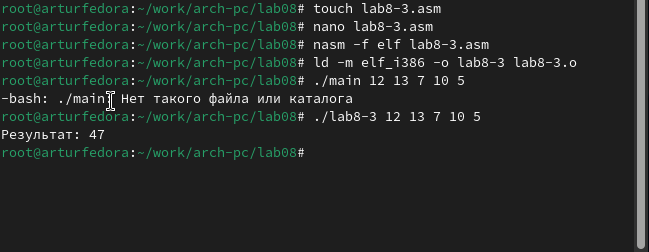 root@arturfedora:~/work/arch-pc/lab08# touch lab8-3.asm
root@arturfedora:~/work/arch-pc/lab08# nano lab8-3.asm
root@arturfedora:~/work/arch-pc/lab08# nasm -f elf lab8-3.asm
root@arturfedora:~/work/arch-pc/lab08# ld -m elf_i386 -o lab8-3 lab8-3.o
root@arturfedora:~/work/arch-pc/lab08# ./main 12 13 7 10 5
-bash: ./main: Нет такого файла или каталога
root@arturfedora:~/work/arch-pc/lab08# ./lab8-3 12 13 7 10 5
Результат: 47
root@arturfedora:~/work/arch-pc/lab08#